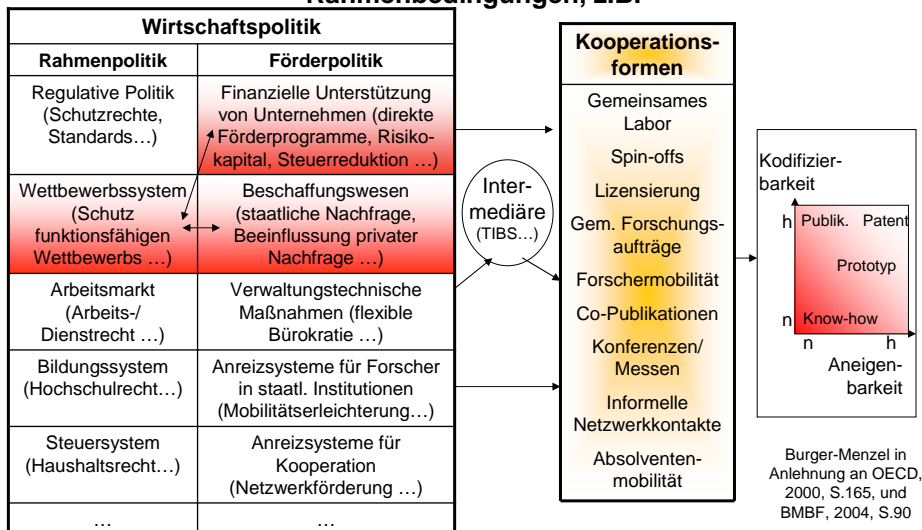 Rahmenbedingungen, z.B.
Wirtschaftspolitik
Rahmenpolitik
Förderpolitik
Regulative Politik
(Schutzrechte,
Standards…)
Finanzielle Unterstützung
von Unternehmen (direkte
Förderprogramme, Risiko-
kapital, Steuerreduktion …)
Wettbewerbssystem
(Schutz
funktionsfähigen
Wettbewerbs …)
Beschaffungswesen
(staatliche Nachfrage,
Beeinflussung privater
Nachfrage …)
Arbeitsmarkt
(Arbeits-/
Dienstrecht …)
Verwaltungstechnische
Maßnahmen (flexible
Bürokratie …)
Bildungssystem
(Hochschulrecht…)
Anreizsysteme für Forscher
in staatl. Institutionen
(Mobilitätserleichterung…)
Steuersystem
(Haushaltsrecht…)
Anreizsysteme für
Kooperation
(Netzwerkförderung …)
…
…
Inter-
mediäre
(TIBS…)
Kooperations-
formen
Gemeinsames
Labor
Spin-offs
Lizensierung
Gem. Forschungs-
aufträge
Forschermobilität
Co-Publikationen
Konferenzen/
Messen
Informelle
Netzwerkkontakte
Absolventen-
mobilität
Kodifizier-
barkeit
h Publik. Patent
Prototyp
n Know-how
n h
Aneigen-
barkeit
Burger-Menzel in
Anlehnung an OECD,
2000, S.165, und
BMBF, 2004, S.90